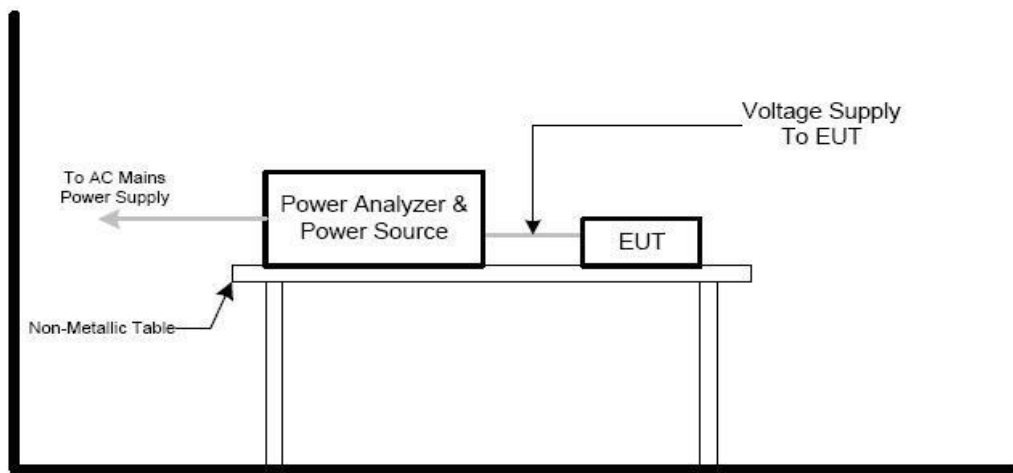 Voltage Supply
To EUT
To AC Mains
Power Supply
Power Analyzer &
Power Source
EUT
Non-Metallic Table